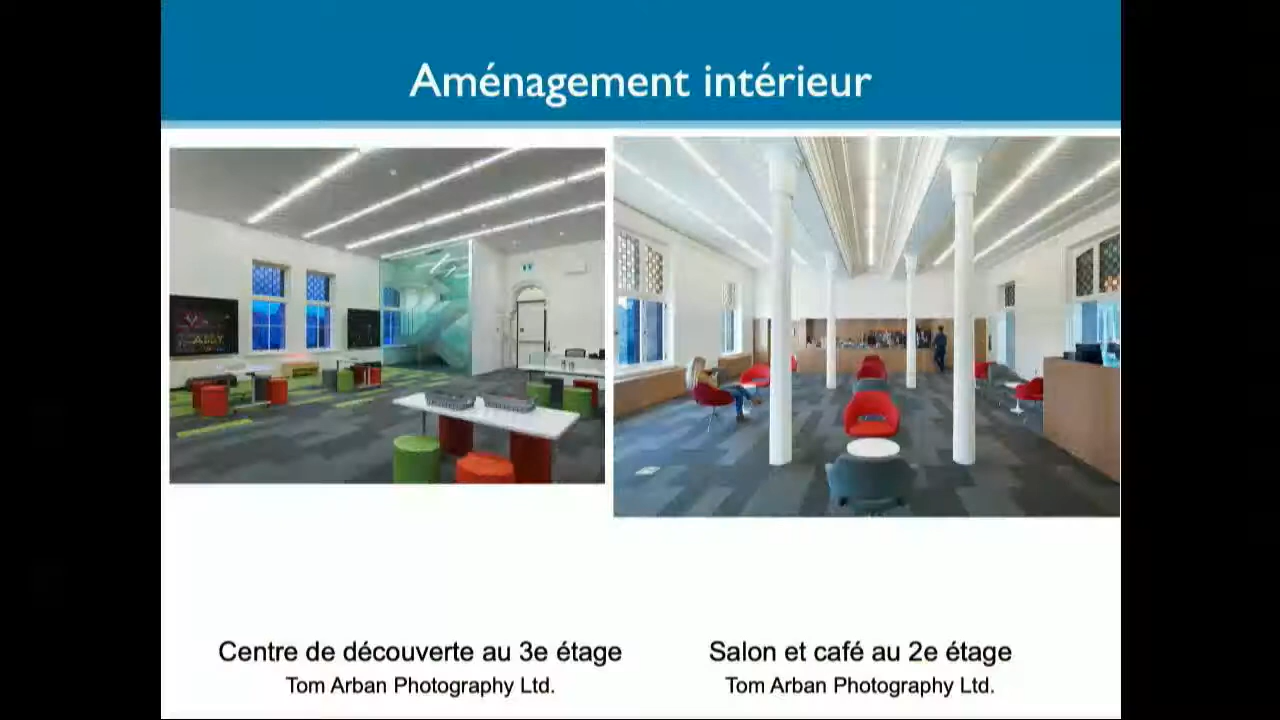 Aménagement intérieur
Centre de découverte au 3e étage
Tom Arban Photography Ltd.
Salon et café au 2e étage
Tom Arban Photography Ltd.